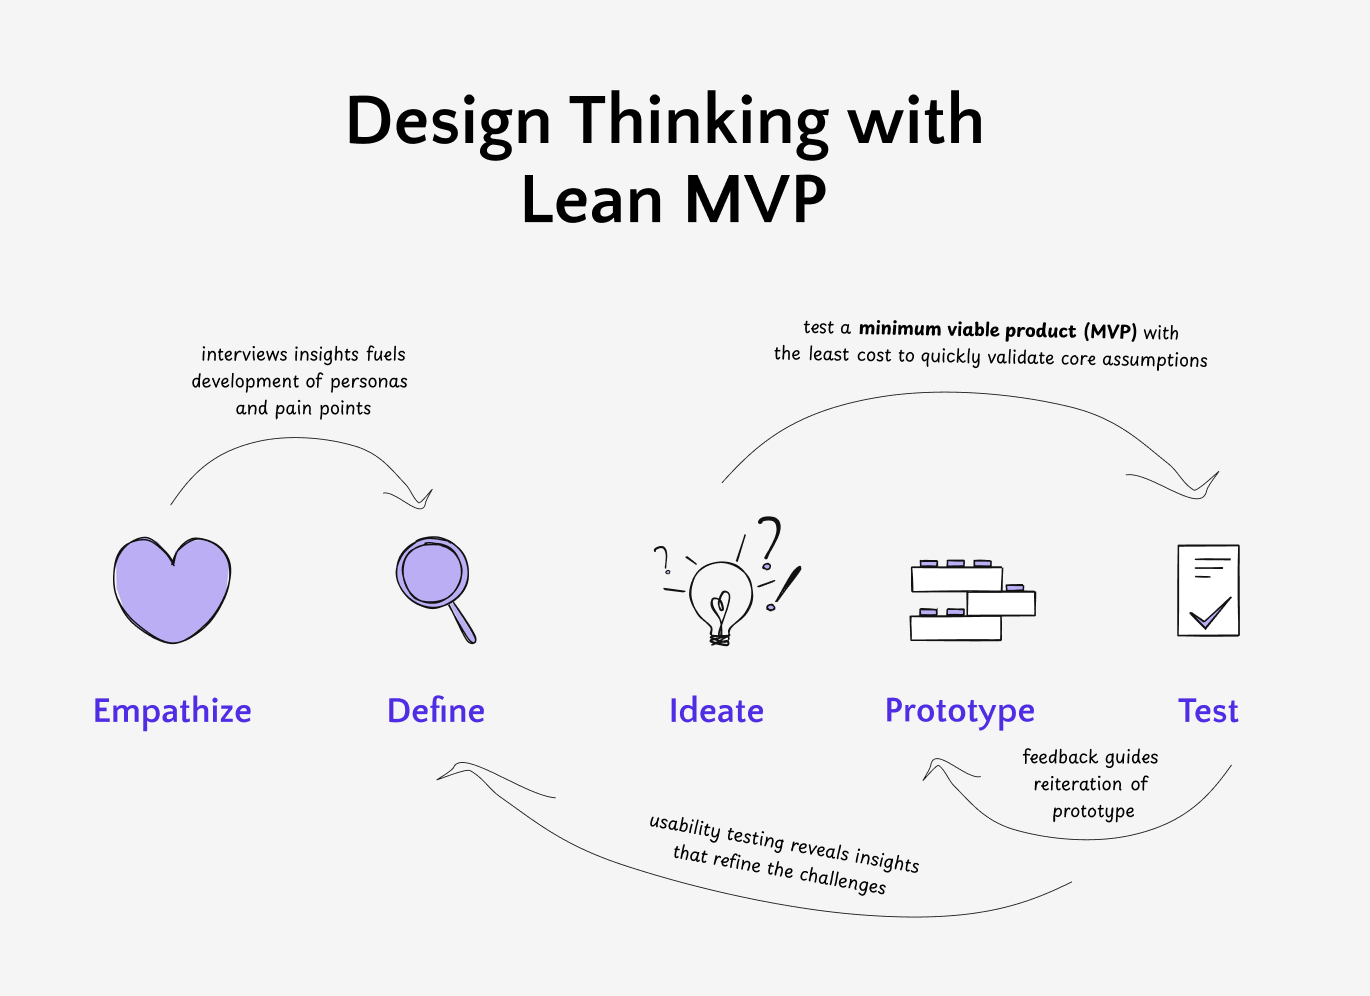 Design Thinking with
Lean MVP
interviews insights fuels
development of personas
and pain points
test a minimum viable product (MVP) with
the least cost to quickly validate core assumptions
?
?
!
Empathize
Define
Ideate
Prototype
Test
feedback guides
reiteration of
prototype
usability testing reveals insights
that refine the challenges